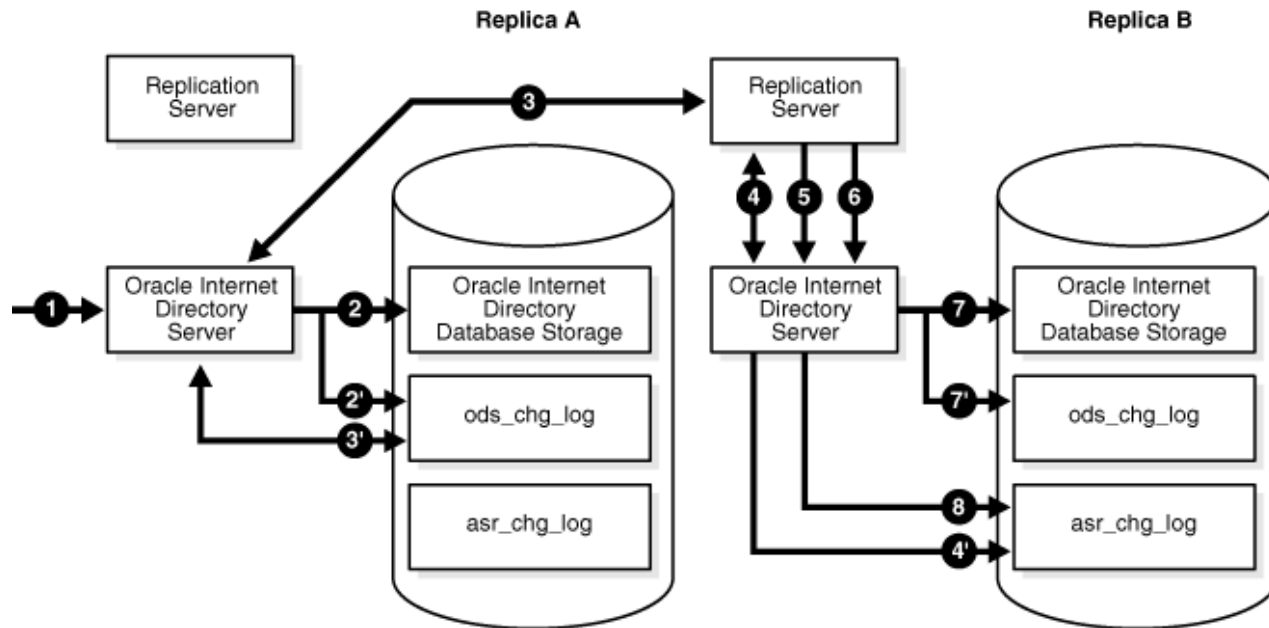 Replica A
Replica B
Replication
Server
3
Replication
Server
4
5
6
1
Oracle Internet
Directory
Server
2
Oracle Internet
Directory
Database Storage
Oracle Internet
Directory
Server
7
Oracle Internet
Directory
Database Storage
2'
3'
ods_chg_log
7'
ods_chg_log
asr_chg_log
8
4'
asr_chg_log